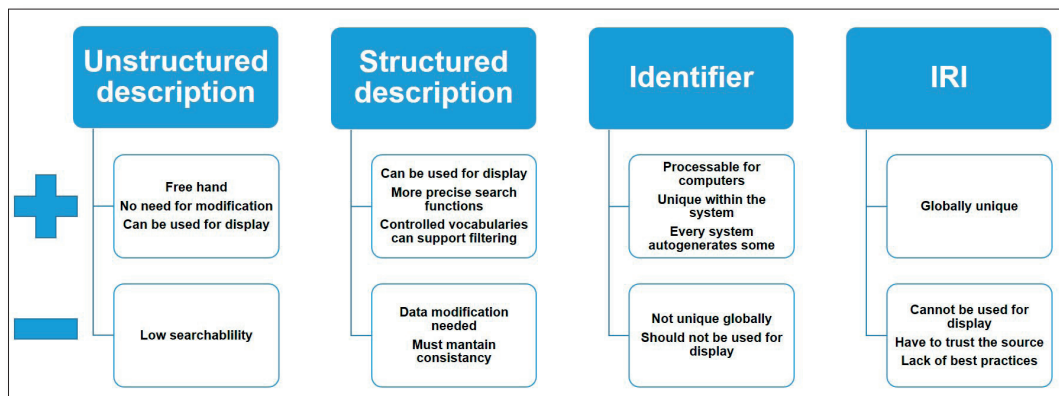 Unstructured
description
Structured
description
Identifier
IRI
Free hand
No need for modification
Can be used for display
Can be used for display
More precise search
functions
Controlled vocabularies
can support filtering
Processable for
computers
Unique within the
system
Every system
autogenerates some
Globally unique
Low searchablility
Data modification
needed
Must mantain
consistancy
Not unique globally
Should not be used for
display
Cannot be used for
display
Have to trust the source
Lack of best practices